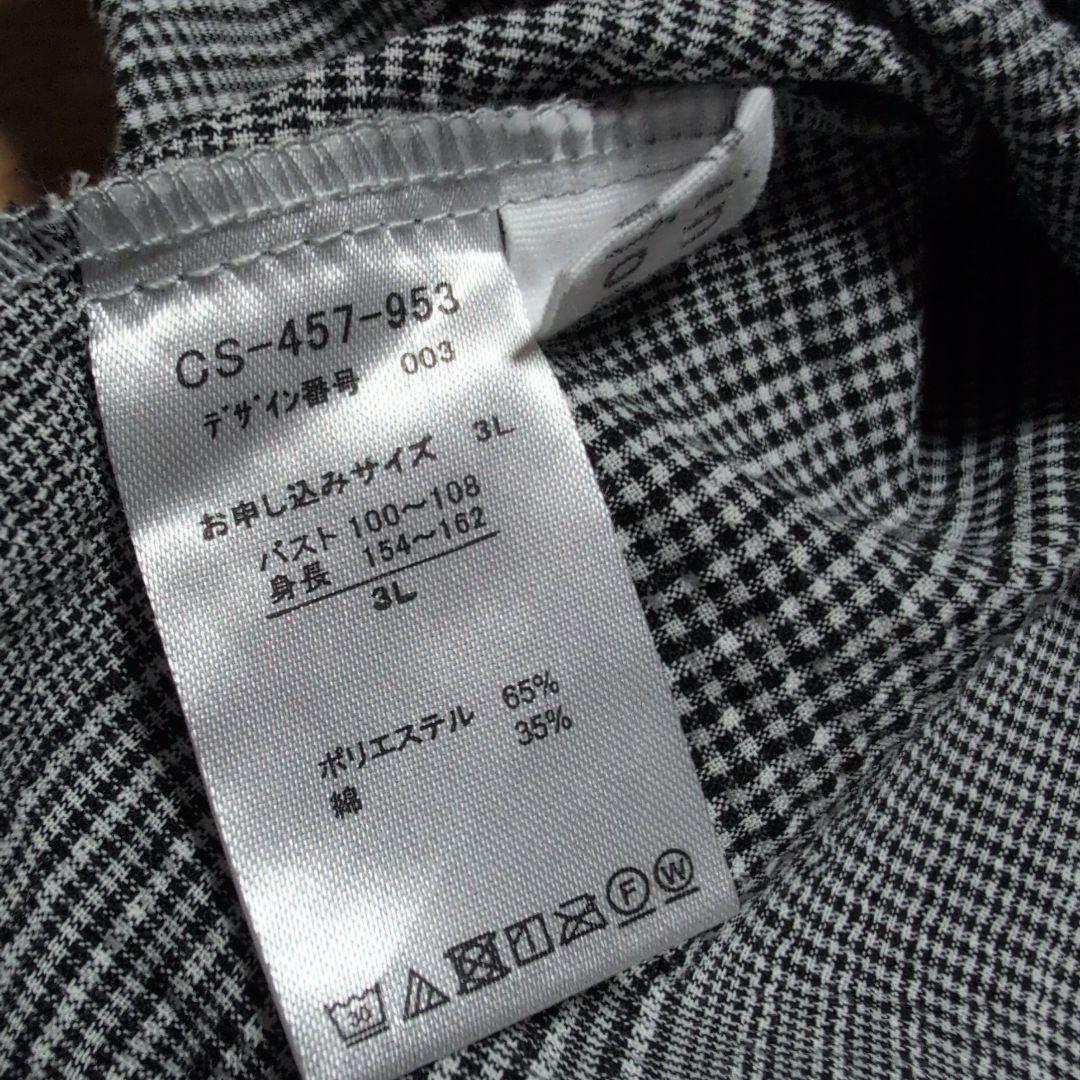 CS-457-953
デザイン番号 003
お申し込みサイズ 3L
バスト 100～108
身長 154～162
3L
ポリエステル 65%
綿 35%
30
F W